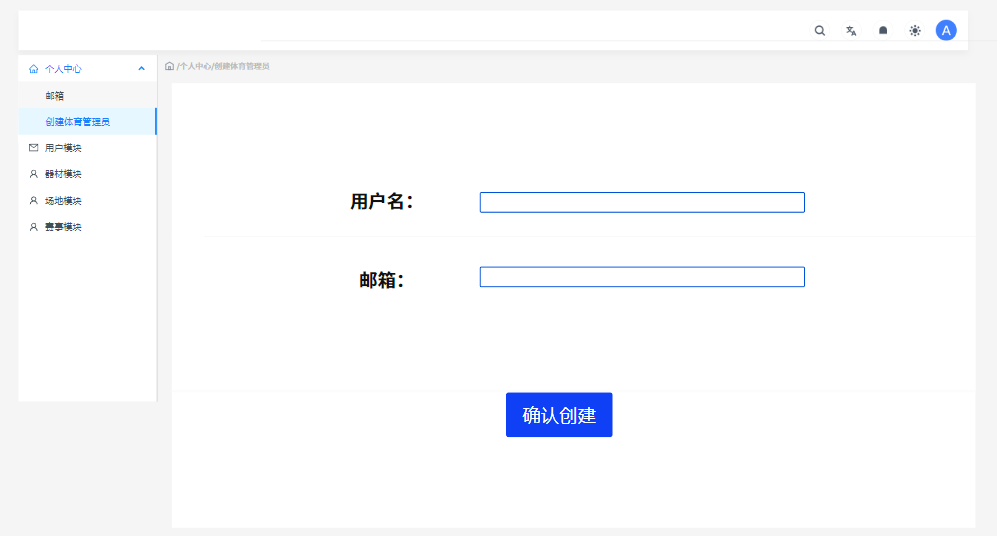 A
个人中心
/个人中心/创建体育管理员
邮箱
创建体育管理员
用户模块
器材模块
场地模块
赛事模块
用户名：
邮箱：
确认创建